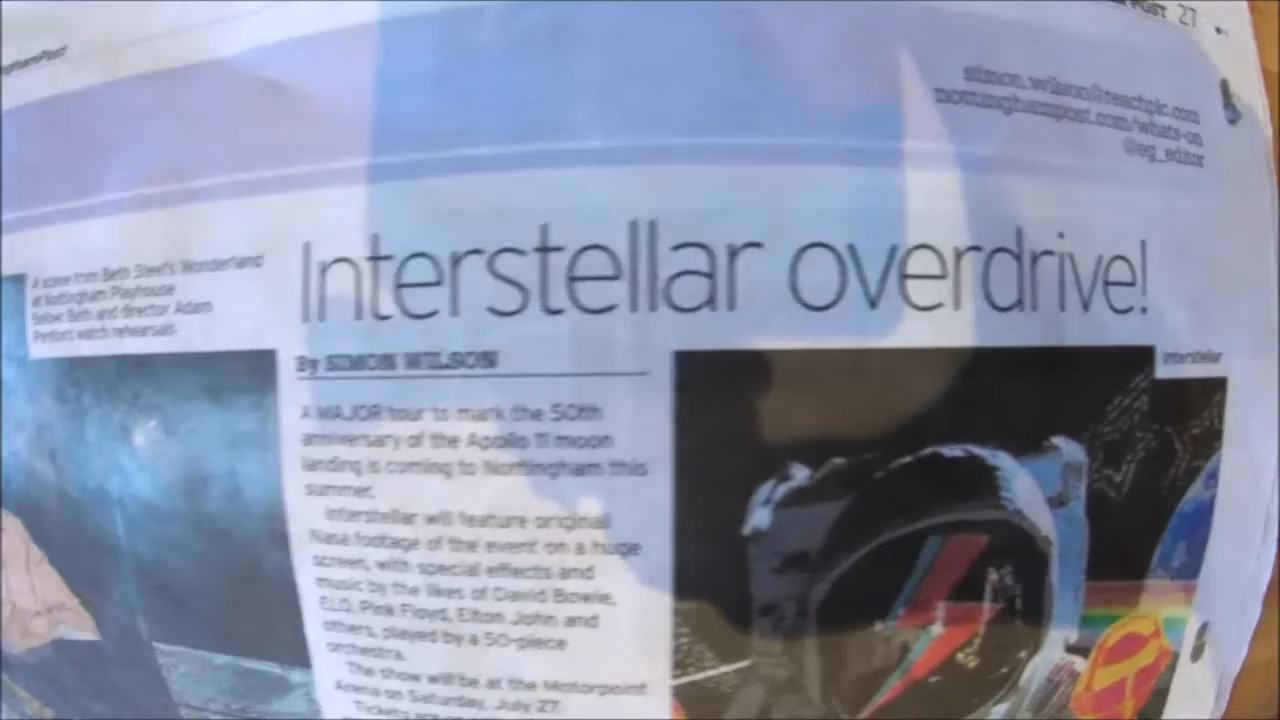 POST 27
simon.wilson@reachplc.com
nottinghampost.com/whats-on
@eg_editor
A scene from Beth Steel's Wonderland
at Nottingham Playhouse
Below: Beth and director Adam
Penford watch rehearsals
Interstellar overdrive!
By SIMON WILSON
A MAJOR tour to mark the 50th
anniversary of the Apollo 11 moon
landing is coming to Nottingham this
summer.
Interstellar will feature original
Nasa footage of the event on a huge
screen, with special effects and
music by the likes of David Bowie,
ELO, Pink Floyd, Elton John and
others, played by a 50-piece
orchestra.
The show will be at the Motorpoint
Arena on Saturday, July 27.
Tickets are
Interstellar